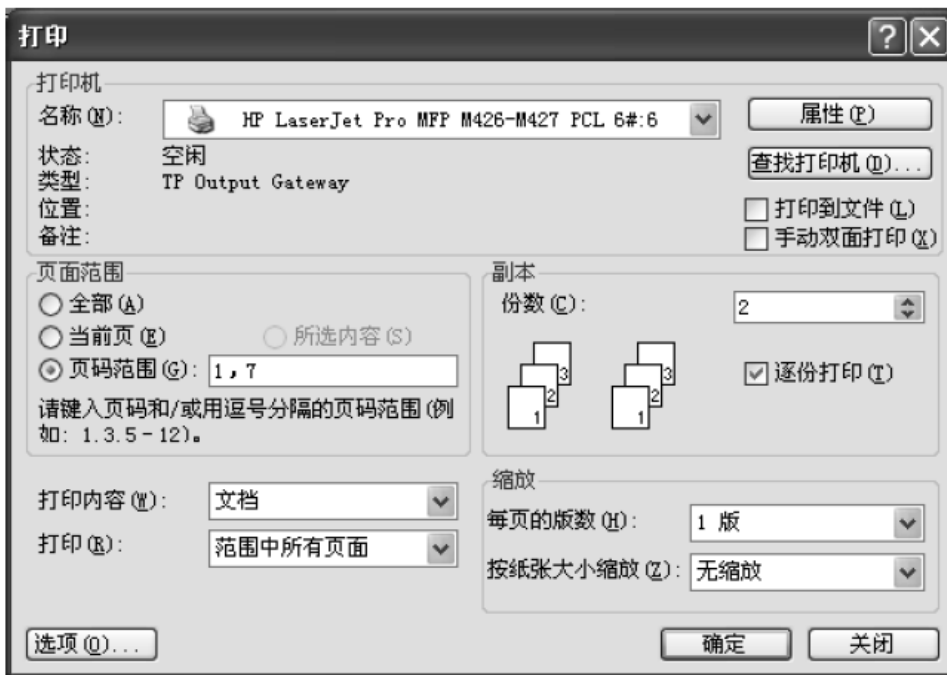 打印
打印机
名称(N): HP LaserJet Pro MFP M426-M427 PCL 6#:6 属性(P)
状态: 空闲 查找打印机(D)...
类型: TP Output Gateway
位置: 打印到文件(L)
备注: 手动双面打印(X)
页面范围
全部(A)
当前页(E) 所选内容(S)
页码范围(G): 1，7
请键入页码和/或用逗号分隔的页码范围(例
如: 1.3.5-12)。
副本
份数(C): 2
逐份打印(T)
1 2 3 1 2 3
打印内容(W): 文档
打印(R): 范围中所有页面
缩放
每页的版数(H): 1 版
按纸张大小缩放(Z): 无缩放
选项(O)... 确定 关闭